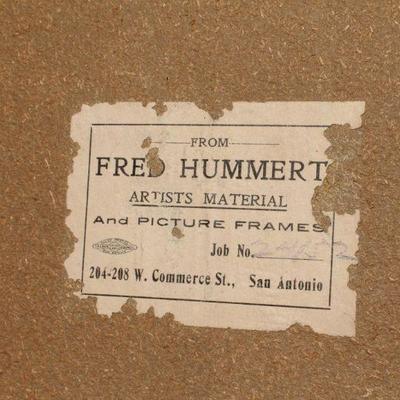 FROM
FRED HUMMERT
ARTISTS MATERIAL
And PICTURE FRAMES
Job No.
204-208 W. Commerce St., San Antonio